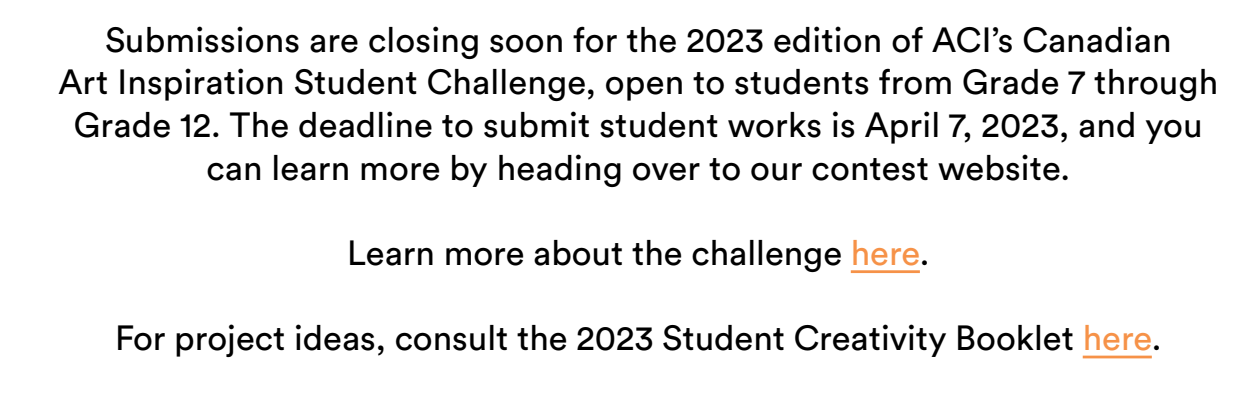 Submissions are closing soon for the 2023 edition of ACI’s Canadian
Art Inspiration Student Challenge, open to students from Grade 7 through
Grade 12. The deadline to submit student works is April 7, 2023, and you
can learn more by heading over to our contest website.
Learn more about the challenge here.
For project ideas, consult the 2023 Student Creativity Booklet here.